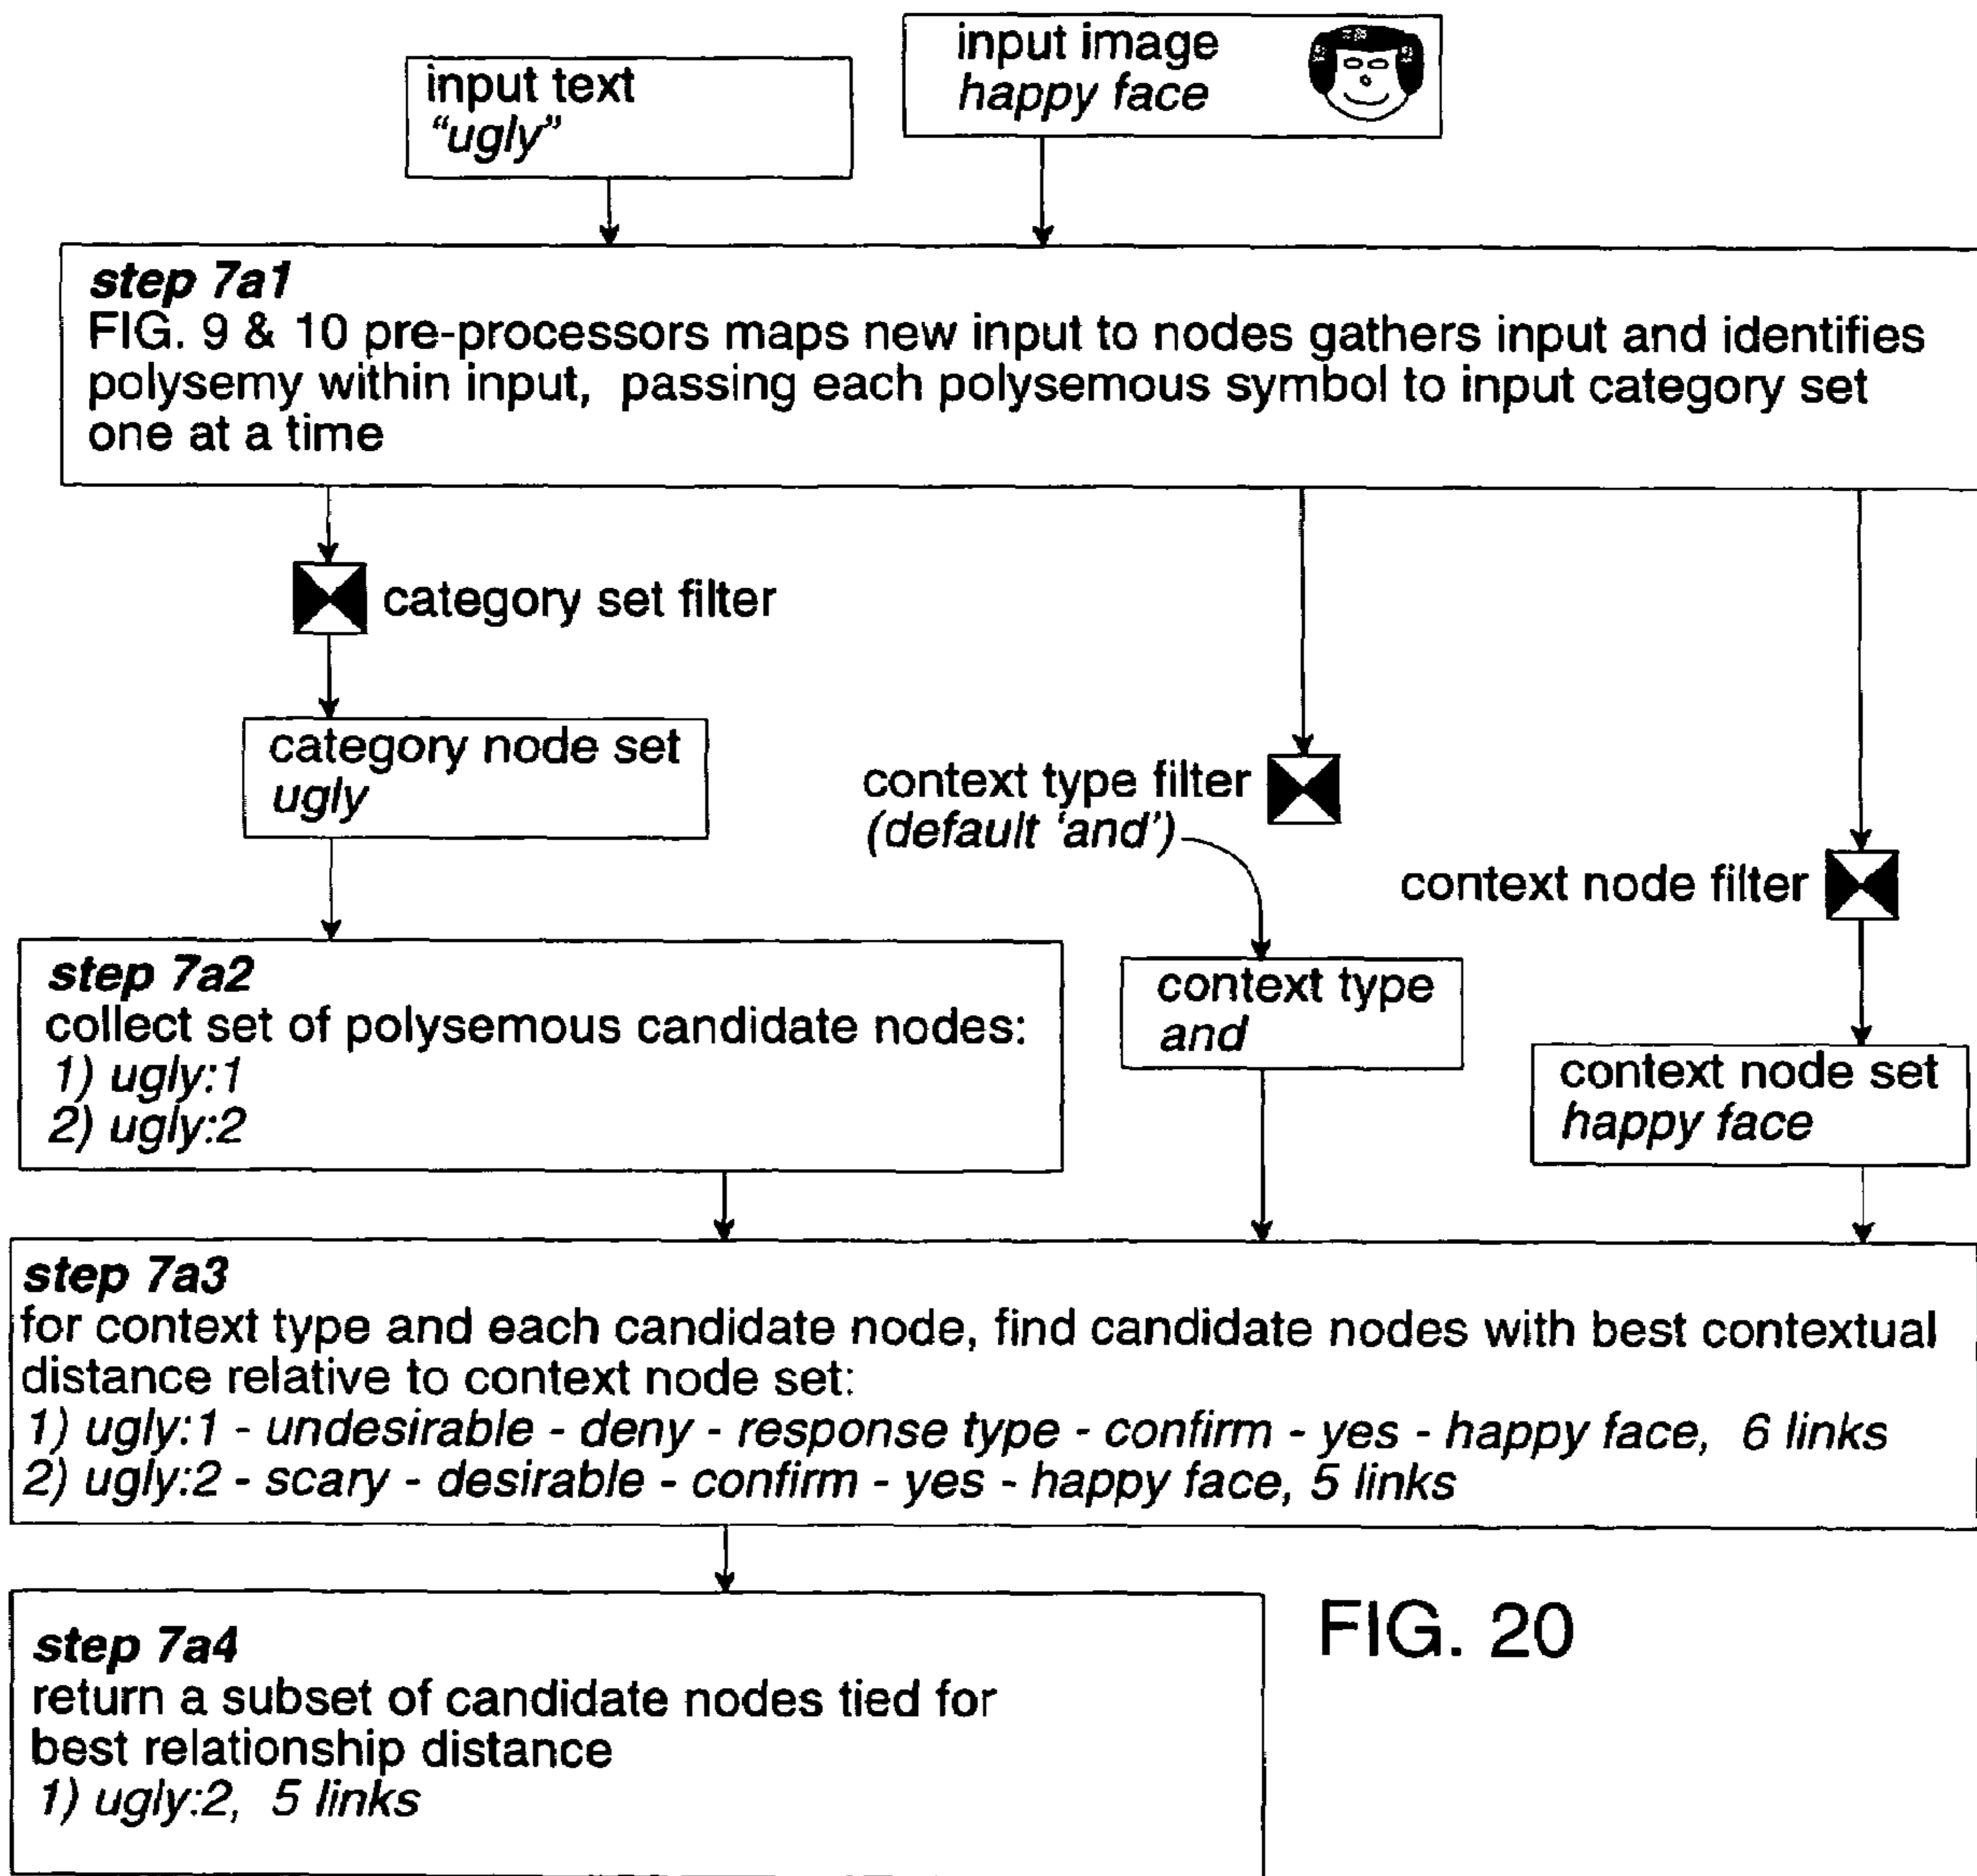 input text
“ugly”
input image
happy face
step 7a1
FIG. 9 & 10 pre-processors maps new input to nodes gathers input and identifies
polysemy within input, passing each polysemous symbol to input category set
one at a time
category set filter
category node set
ugly
context type filter
(default ‘and’)
context node filter
step 7a2
collect set of polysemous candidate nodes:
1) ugly:1
2) ugly:2
context type
and
context node set
happy face
step 7a3
for context type and each candidate node, find candidate nodes with best contextual
distance relative to context node set:
1) ugly:1 - undesirable - deny - response type - confirm - yes - happy face, 6 links
2) ugly:2 - scary - desirable - confirm - yes - happy face, 5 links
step 7a4
return a subset of candidate nodes tied for
best relationship distance
1) ugly:2, 5 links
FIG. 20